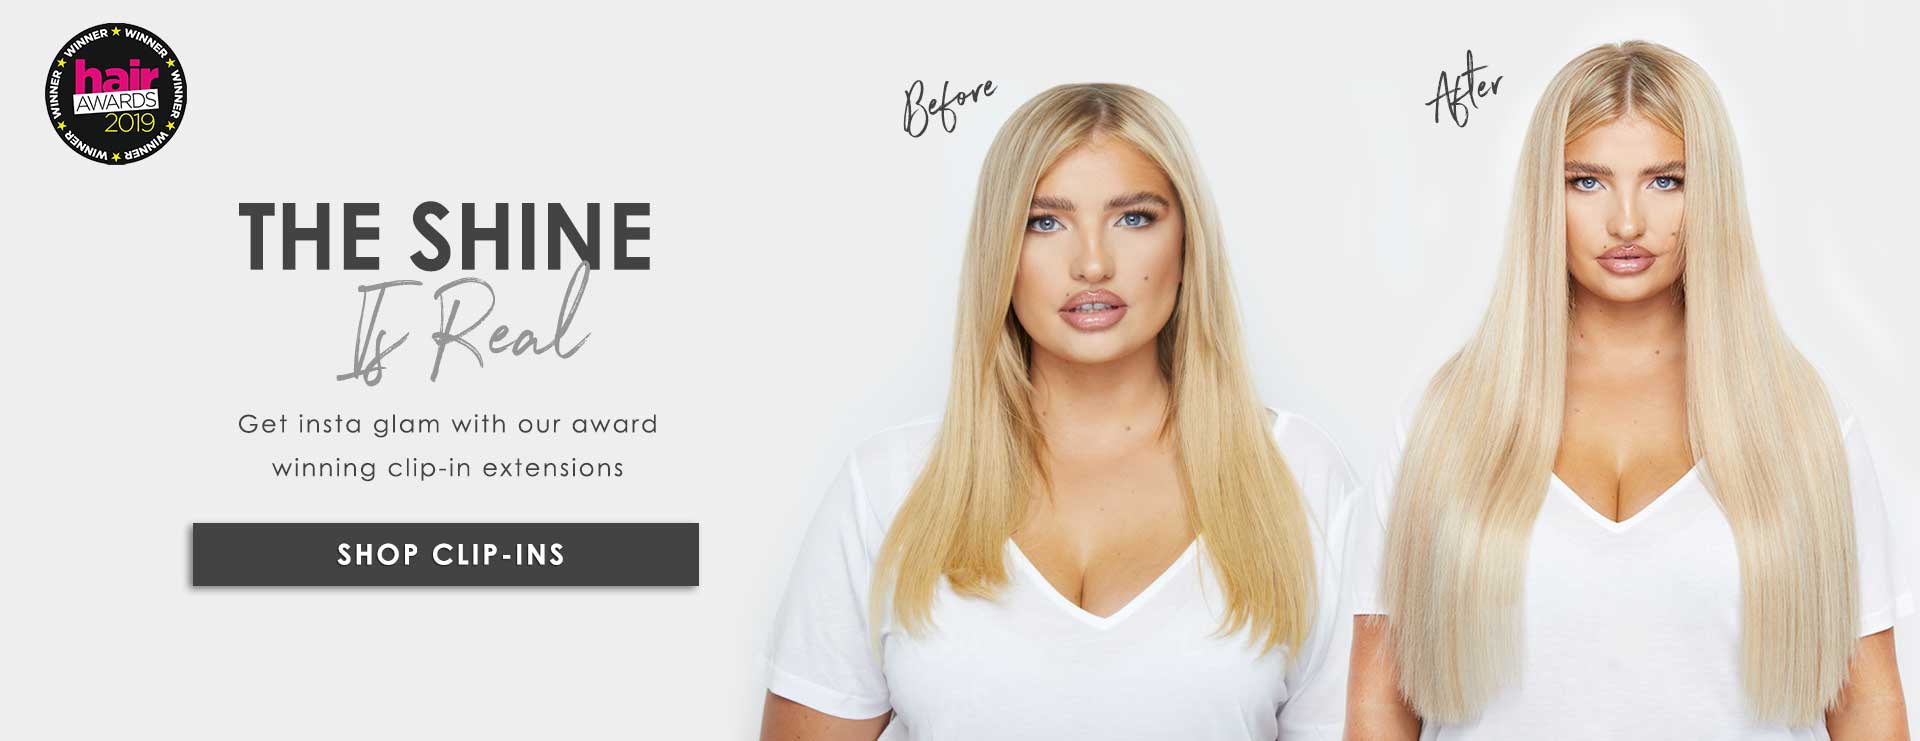 WINNER ★ WINNER ★ WINNER ★ WINNER ★ WINNER ★ WINNER ★
hair
AWARDS
2019
Before
After
THE SHINE
Is Real
Get insta glam with our award
winning clip-in extensions
SHOP CLIP-INS